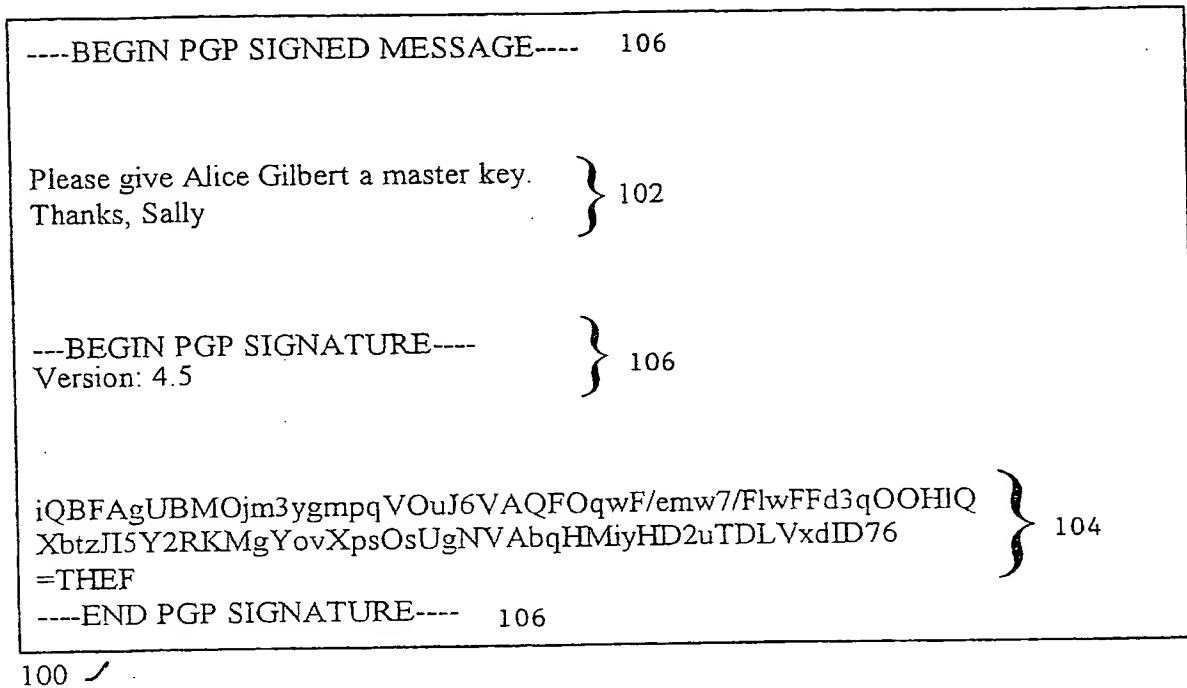 ----BEGIN PGP SIGNED MESSAGE---- 106
Please give Alice Gilbert a master key.
Thanks, Sally
102
---BEGIN PGP SIGNATURE----
Version: 4.5
106
iQBFAgUBMOjm3ygmpqVOuJ6VAQFOqwF/emw7/FlwFFd3qOOHlQ
XbtzJI5Y2RKMgYovXpsOsUgNVAbqHMiyHD2uTDLVxdID76
=THEF
104
----END PGP SIGNATURE---- 106
100